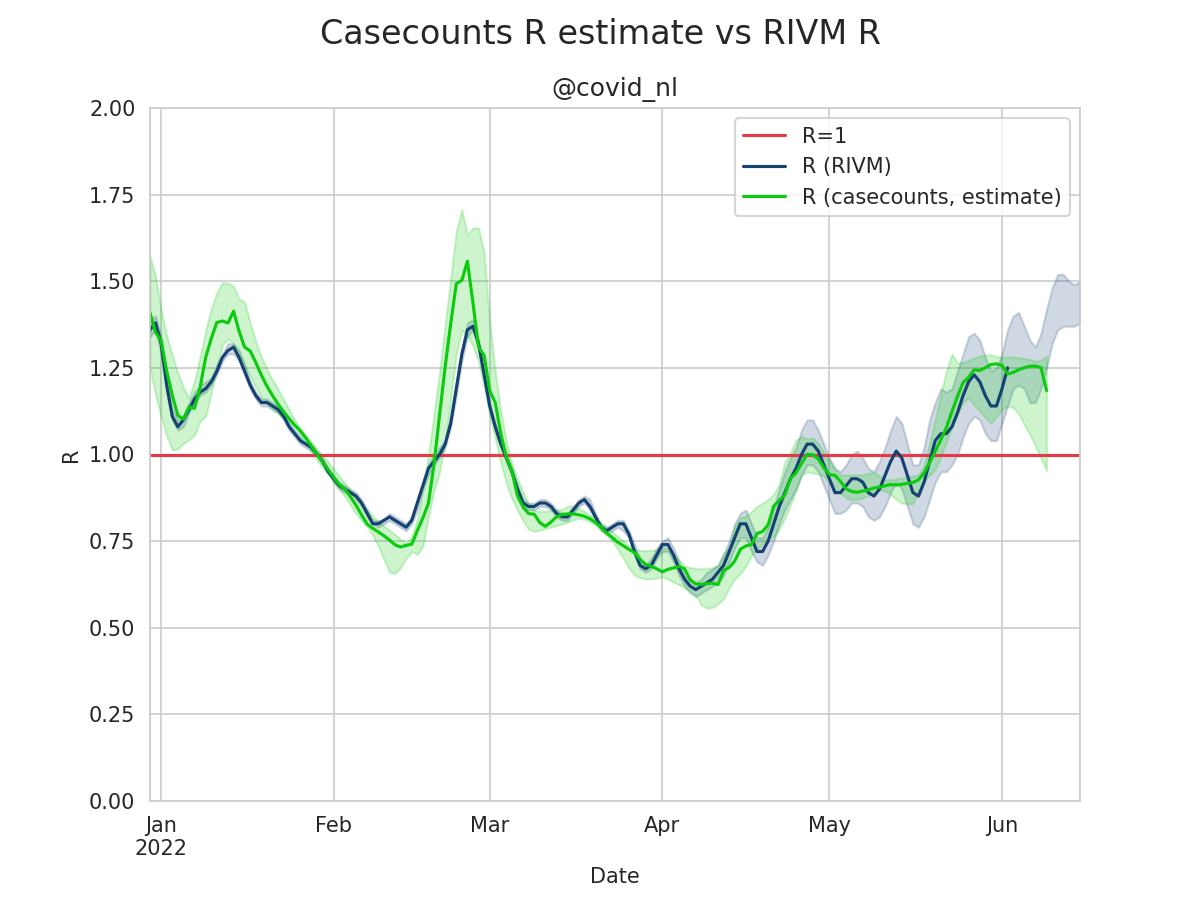 Casecounts R estimate vs RIVM R
@covid_nl
R=1
R (RIVM)
R (casecounts, estimate)
2.00
1.75
1.50
1.25
1.00
0.75
0.50
0.25
0.00
R
Jan Feb Mar Apr May Jun
2022
Date